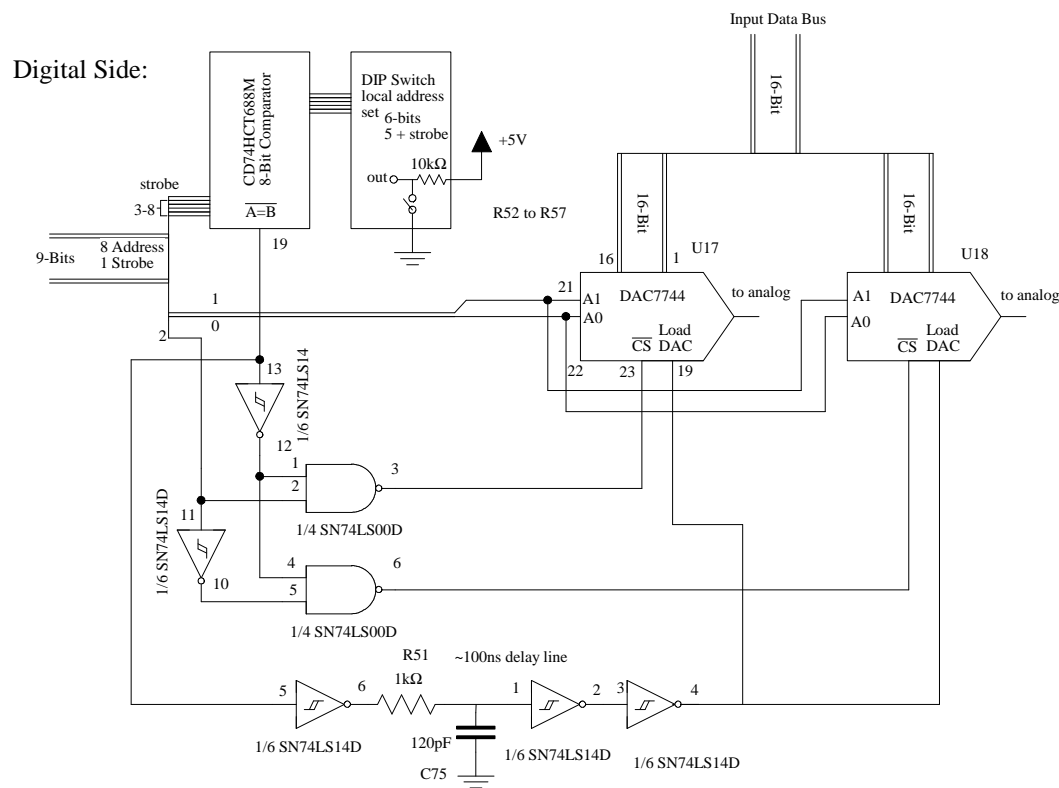 Input Data Bus
Digital Side:
CD74HCT688M
8-Bit Comparator
A=B
DIP Switch
local address
set
6-bits
5 + strobe
+5V
10kΩ
out
R52 to R57
16-Bit
strobe
3-8
19
9-Bits
8 Address
1 Strobe
16-Bit
16-Bit
16
1
U17
U18
21
A1
A0
DAC7744
to analog
CS
Load
DAC
22
23
19
A1
A0
DAC7744
to analog
CS
Load
DAC
1
0
2
13
1/6 SN74LS14
12
1
2
3
1/4 SN74LS00D
11
1/6 SN74LS14D
10
4
5
6
1/4 SN74LS00D
R51
1kΩ
~100ns delay line
5
6
1
2
3
4
1/6 SN74LS14D
120pF
C75
1/6 SN74LS14D
1/6 SN74LS14D